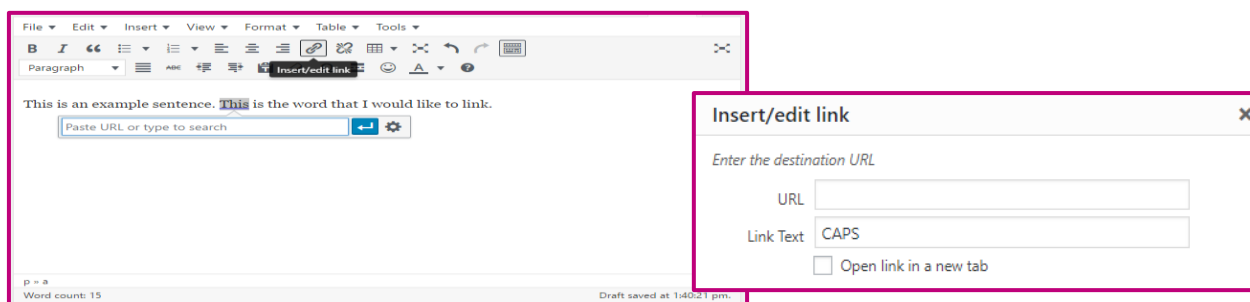 File Edit Insert View Format Table Tools
B I
Paragraph ABC Insert/edit link A
This is an example sentence. This is the word that I would like to link.
Paste URL or type to search
p » a
Word count: 15 Draft saved at 1:40:21 pm.
Insert/edit link
Enter the destination URL
URL
Link Text CAPS
Open link in a new tab